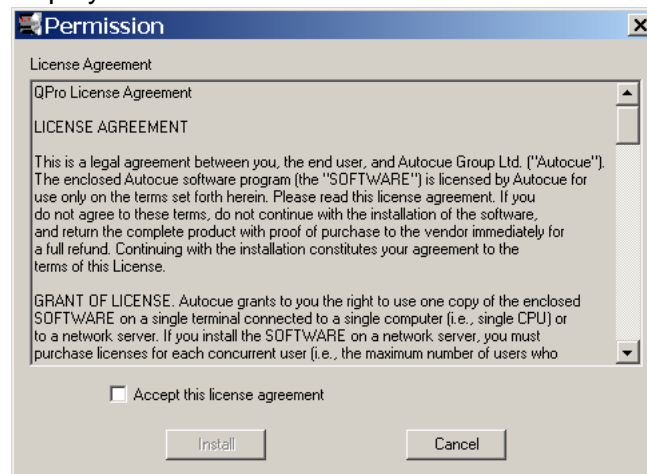 Permission
License Agreement
QPro License Agreement
LICENSE AGREEMENT
This is a legal agreement between you, the end user, and Autocue Group Ltd. ("Autocue").
The enclosed Autocue software program (the "SOFTWARE") is licensed by Autocue for
use only on the terms set forth herein. Please read this license agreement. If you
do not agree to these terms, do not continue with the installation of the software,
and return the complete product with proof of purchase to the vendor immediately for
a full refund. Continuing with the installation constitutes your agreement to the
terms of this License.
GRANT OF LICENSE. Autocue grants to you the right to use one copy of the enclosed
SOFTWARE on a single terminal connected to a single computer (i.e., single CPU) or
to a network server. If you install the SOFTWARE on a network server, you must
purchase licenses for each concurrent user (i.e., the maximum number of users who
Accept this license agreement
Install Cancel